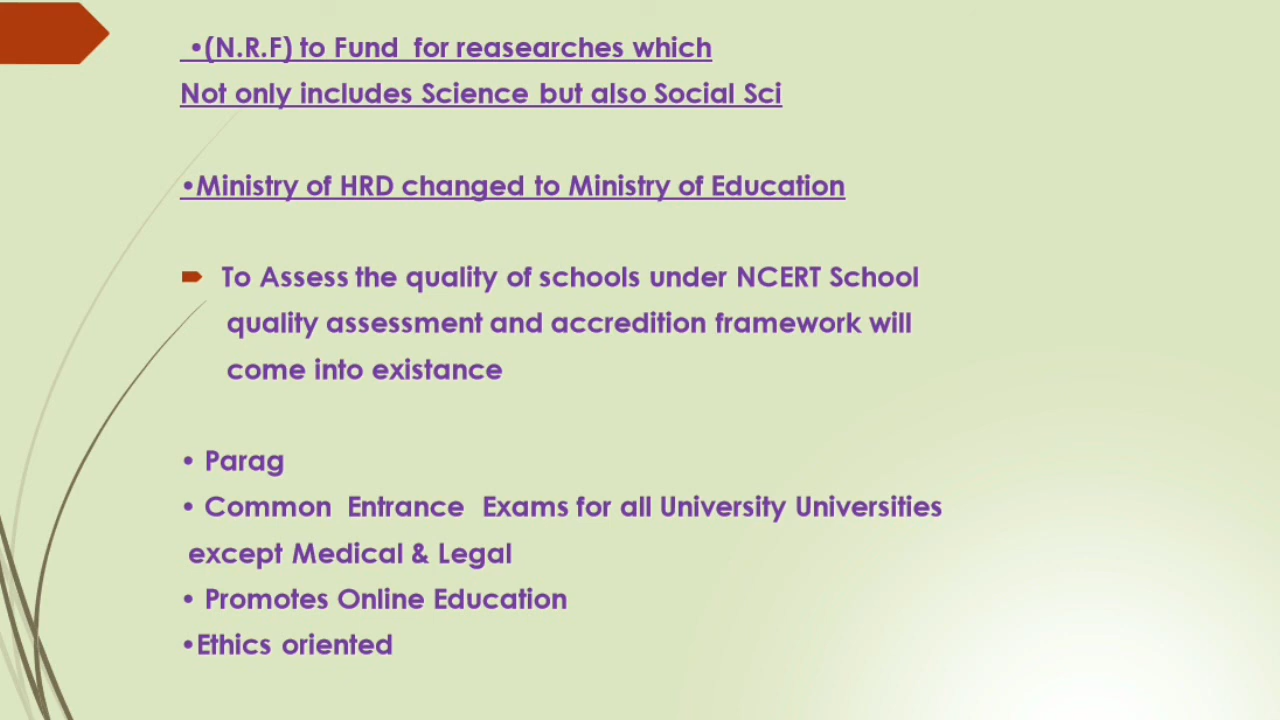 •(N.R.F) to Fund for reasearches which
Not only includes Science but also Social Sci
•Ministry of HRD changed to Ministry of Education
To Assess the quality of schools under NCERT School
quality assessment and accredition framework will
come into existance
• Parag
• Common Entrance Exams for all University Universities
except Medical & Legal
• Promotes Online Education
•Ethics oriented